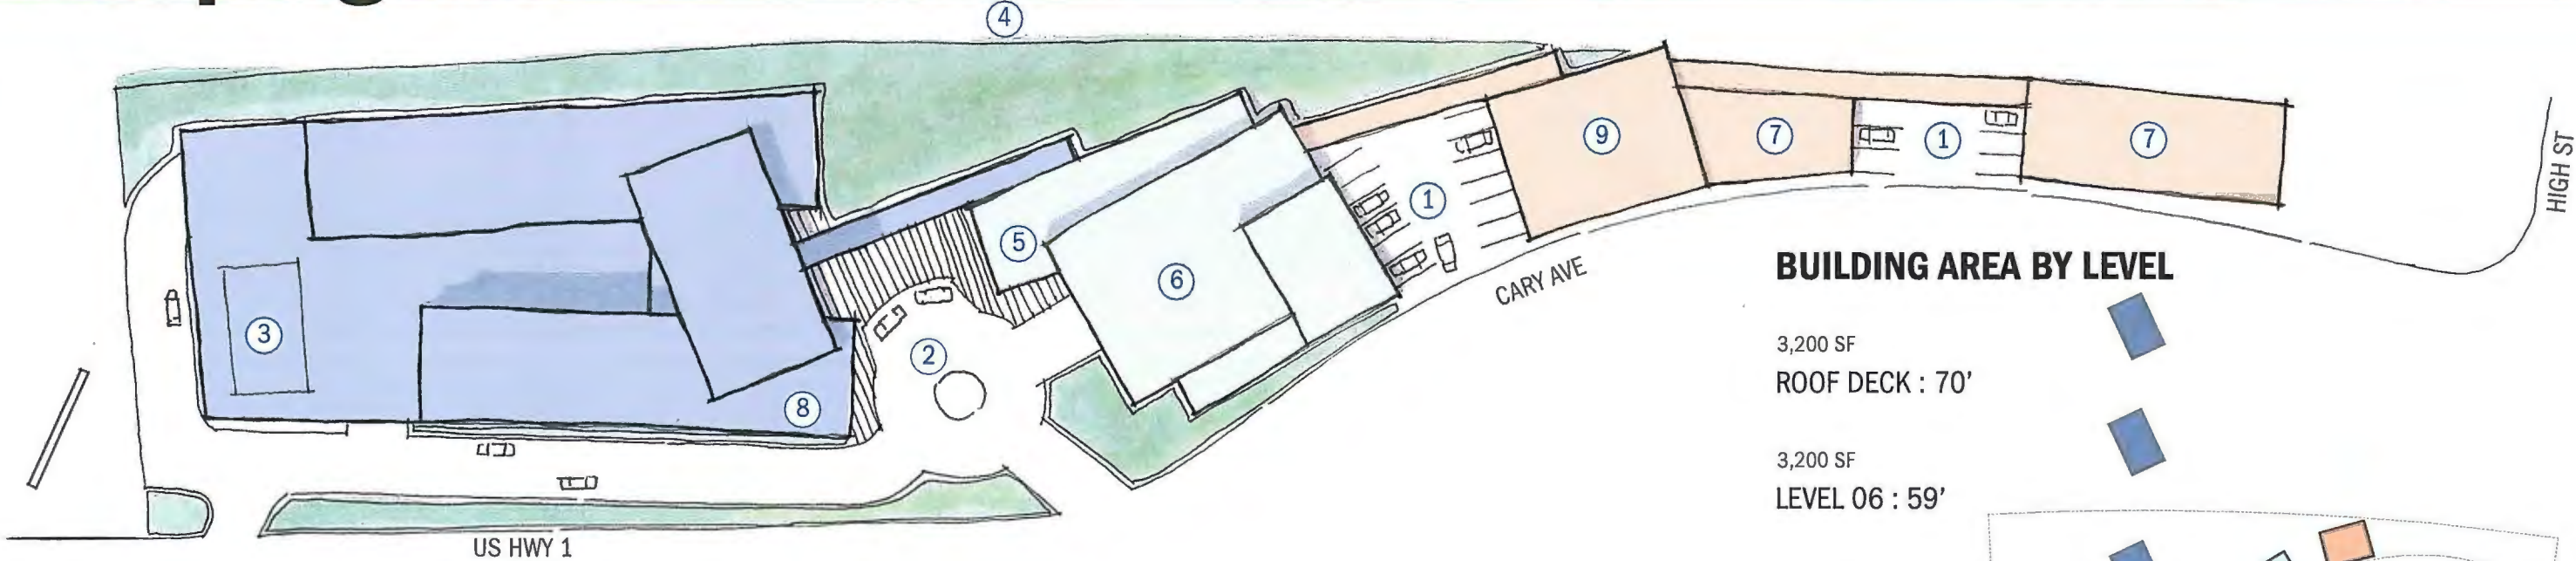 4
9
7
1
7
HIGH ST
1
5
6
BUILDING AREA BY LEVEL
CARY AVE
3
2
3,200 SF
ROOF DECK : 70'
8
3,200 SF
LEVEL 06 : 59'
US HWY 1